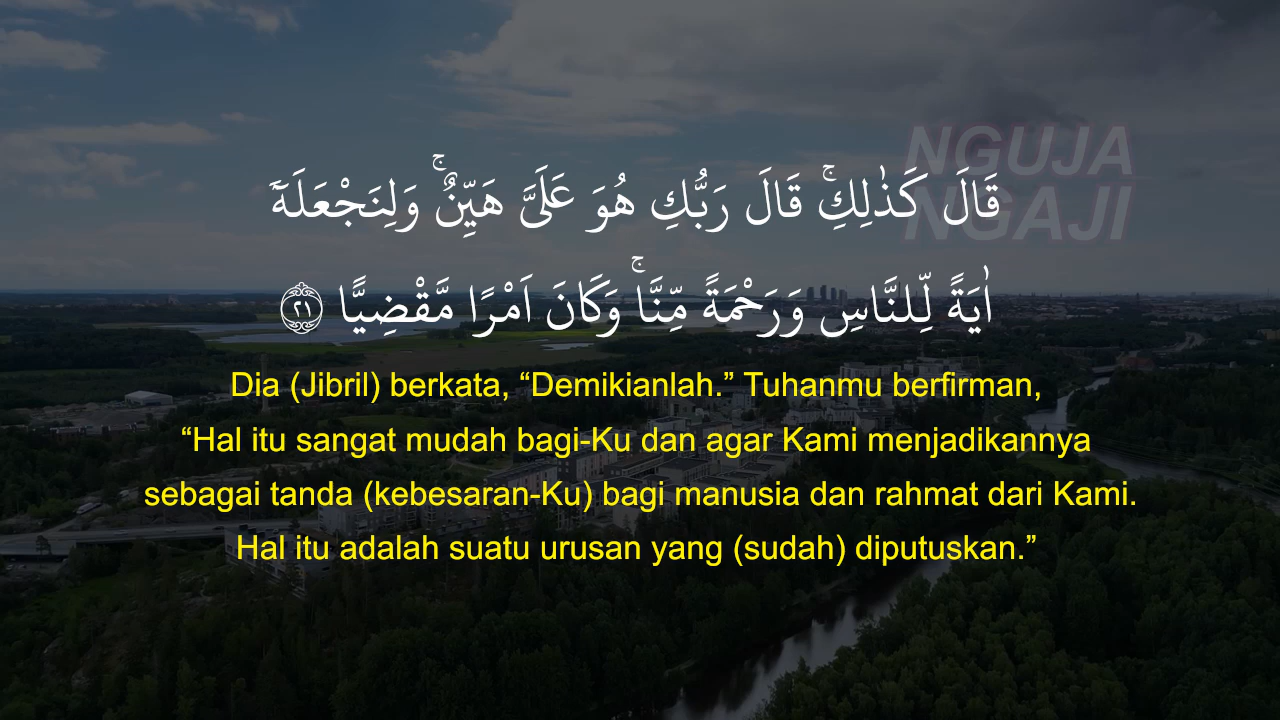 NGUJA
NGAJI
قَالَ كَذٰلِكِۚ قَالَ رَبُّكِ هُوَ عَلَيَّ هَيِّنٌۚ وَلِنَجْعَلَهٗٓ
اٰيَةً لِّلنَّاسِ وَرَحْمَةً مِّنَّاۚ وَكَانَ اَمْرًا مَّقْضِيًّا ۝٢١
Dia (Jibril) berkata, “Demikianlah.” Tuhanmu berfirman,
“Hal itu sangat mudah bagi-Ku dan agar Kami menjadikannya
sebagai tanda (kebesaran-Ku) bagi manusia dan rahmat dari Kami.
Hal itu adalah suatu urusan yang (sudah) diputuskan.”